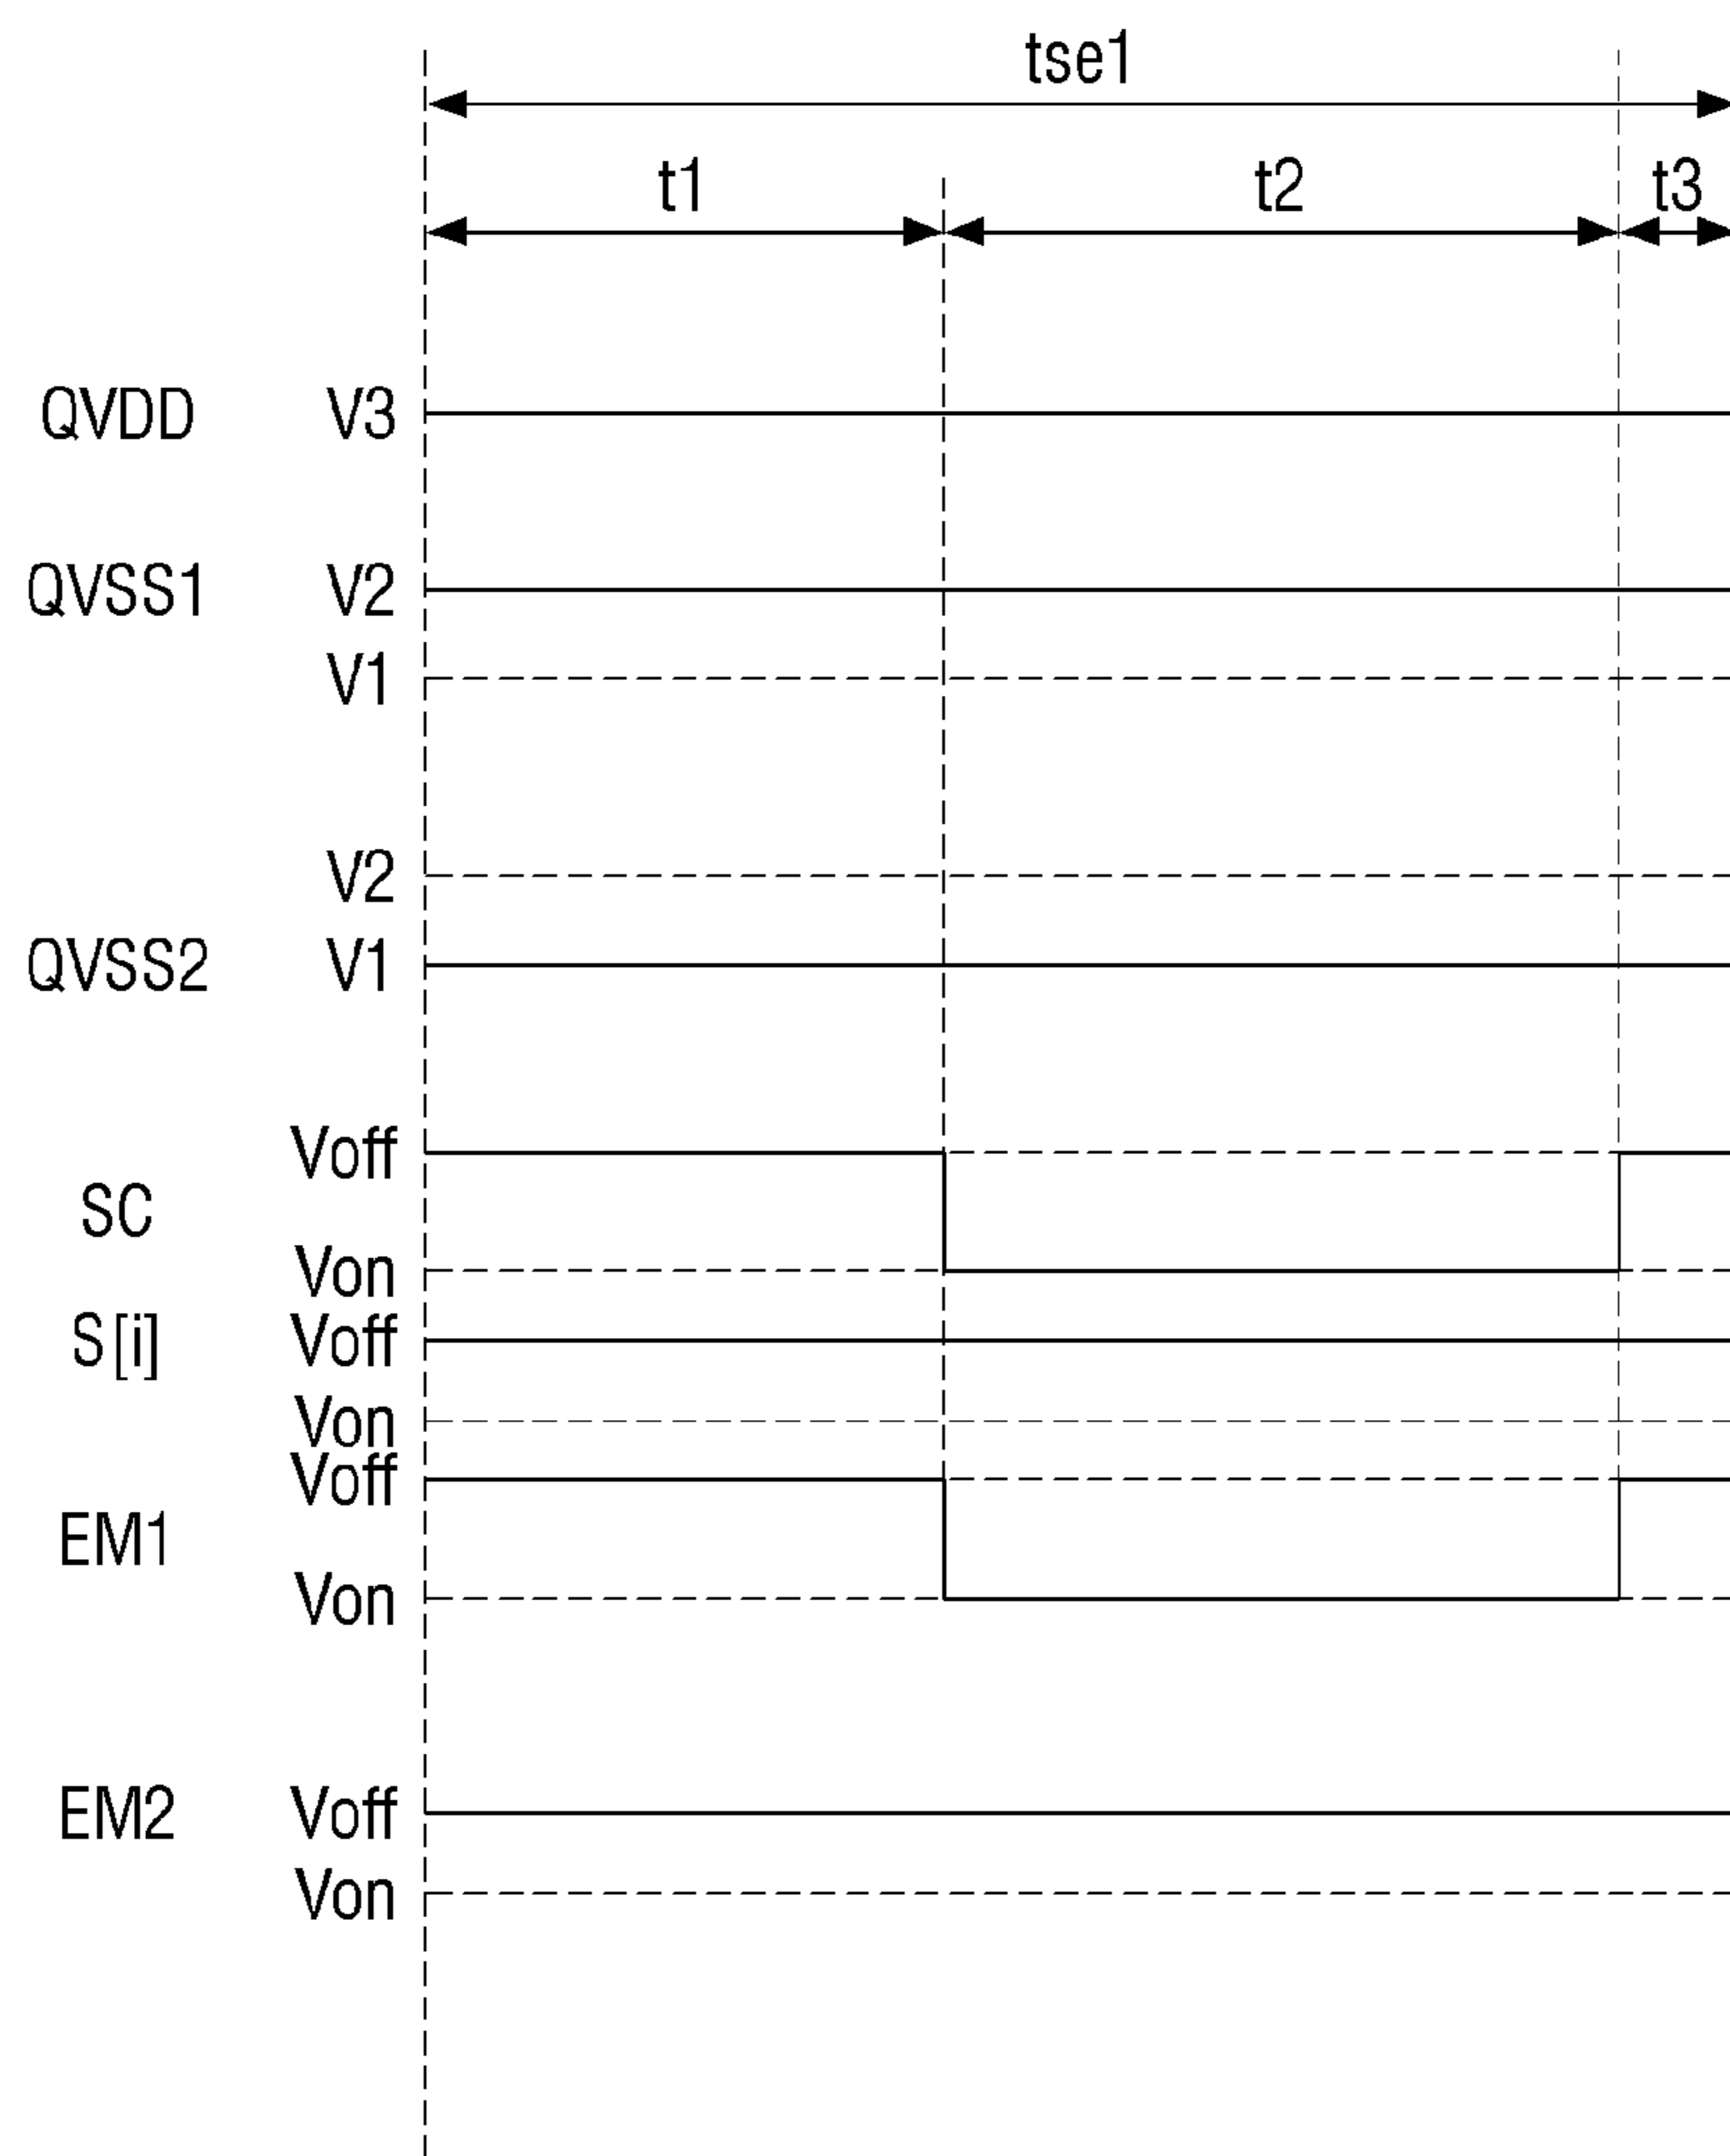 tse1
t1 t2 t3
QVDD V3
QVSS1 V2
V1
V2
QVSS2 V1
Voff
SC
Von
S[i] Voff
Von
Voff
EM1
Von
EM2 Voff
Von